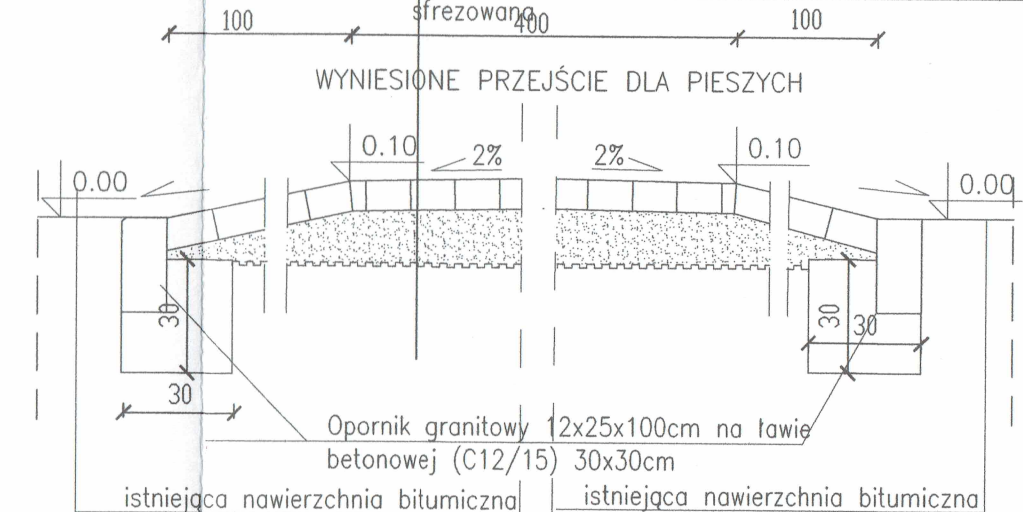 sfrezowana
100 400 100
WYNIESIONE PRZEJŚCIE DLA PIESZYCH
0.10 2% 2% 0.10
0.00 0.00
30 30 30
30
Opornik granitowy 12x25x100cm na ławie
betonowej (C12/15) 30x30cm
istniejąca nawierzchnia bitumiczna istniejąca nawierzchnia bitumiczna